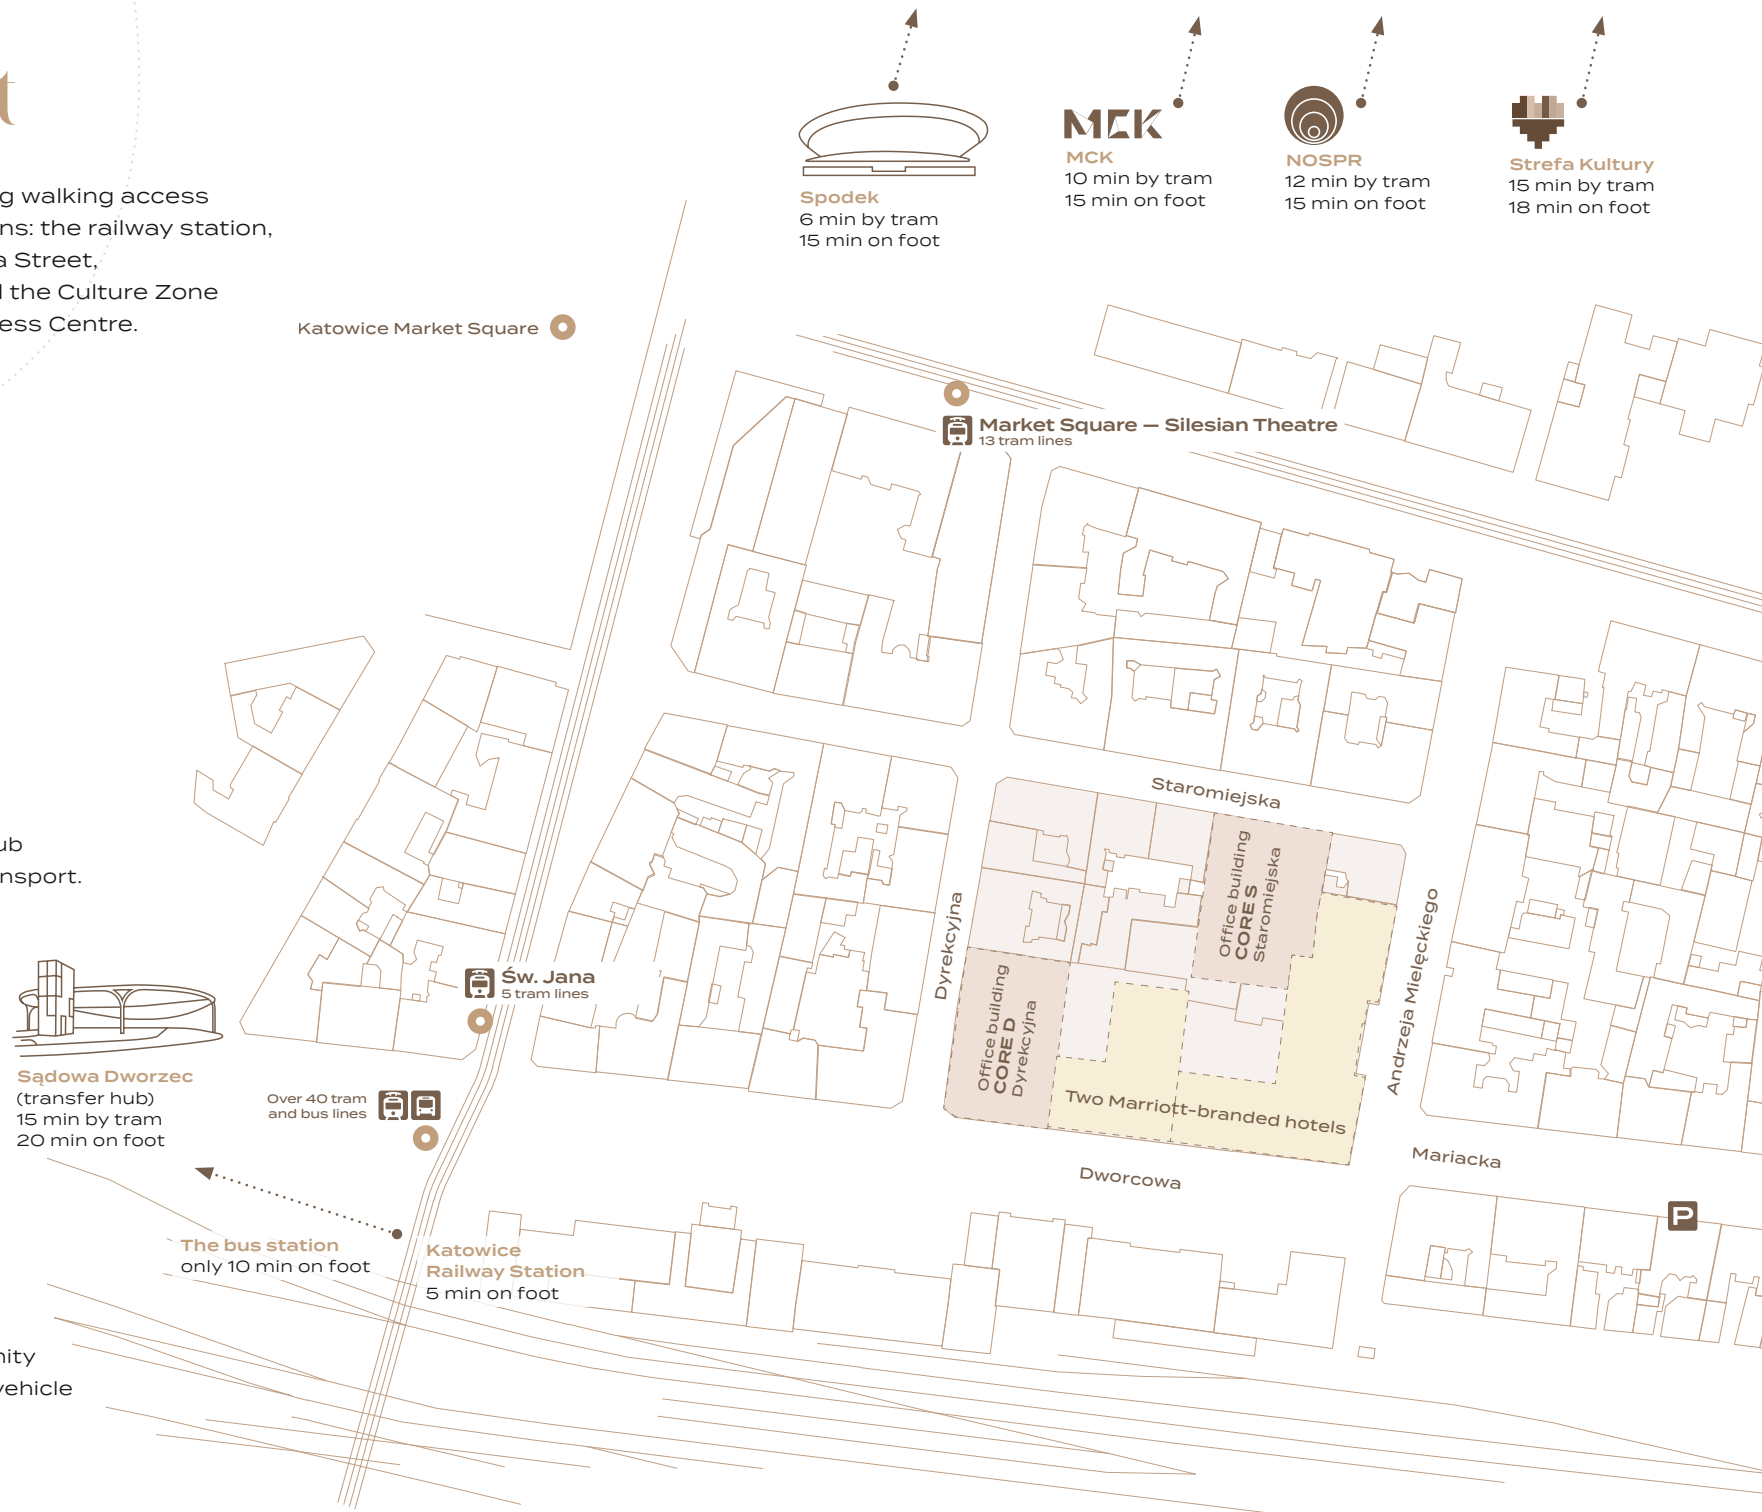 t
g walking access
ns: the railway station,
a Street,
l the Culture Zone
ess Centre.
Spodek
6 min by tram
15 min on foot
MCK
MCK
10 min by tram
15 min on foot
NOSPR
12 min by tram
15 min on foot
Strefa Kultury
15 min by tram
18 min on foot
Katowice Market Square
Market Square — Silesian Theatre
13 tram lines
Staromiejska
Office building
CORE S
Staromiejska
Dyrekcyjna
Andrzeja Mielęckiego
Office building
CORE D
Dyrekcyjna
Two Marriott-branded hotels
Mariacka
Dworcowa
P
ub
nsport.
Św. Jana
5 tram lines
Sądowa Dworzec
(transfer hub)
15 min by tram
20 min on foot
Over 40 tram
and bus lines
The bus station
only 10 min on foot
Katowice
Railway Station
5 min on foot
nity
vehicle